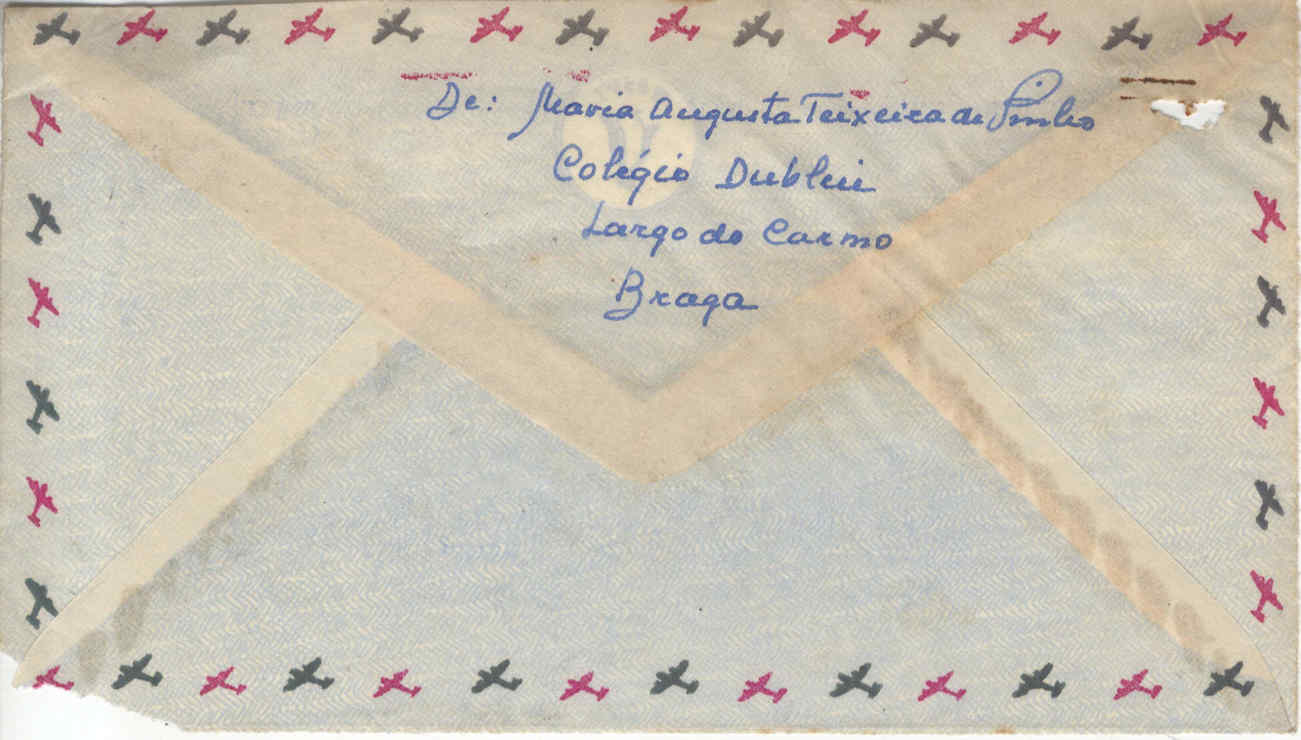 De: Maria Augusta Teixeira de Pinho
Colégio Dublin
Largo do Carmo
Braga